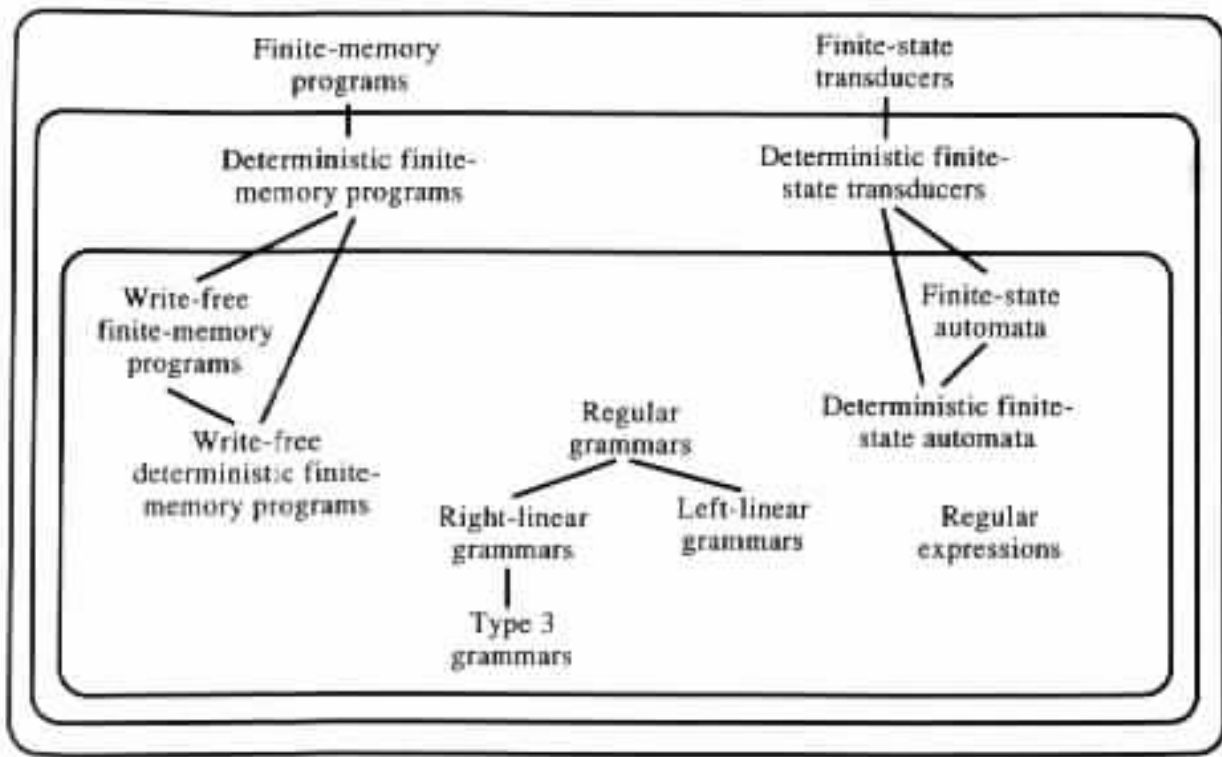 Finite-memory
programs
Finite-state
transducers
Deterministic finite-
memory programs
Deterministic finite-
state transducers
Write-free
finite-memory
programs
Finite-state
automata
Write-free
deterministic finite-
memory programs
Regular
grammars
Deterministic finite-
state automata
Right-linear
grammars
Left-linear
grammars
Regular
expressions
Type 3
grammars